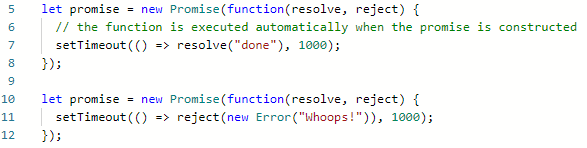 5 let promise = new Promise(function(resolve, reject) {
6   // the function is executed automatically when the promise is constructed
7   setTimeout(() => resolve("done"), 1000);
8 });
9
10 let promise = new Promise(function(resolve, reject) {
11   setTimeout(() => reject(new Error("Whoops!")), 1000);
12 });